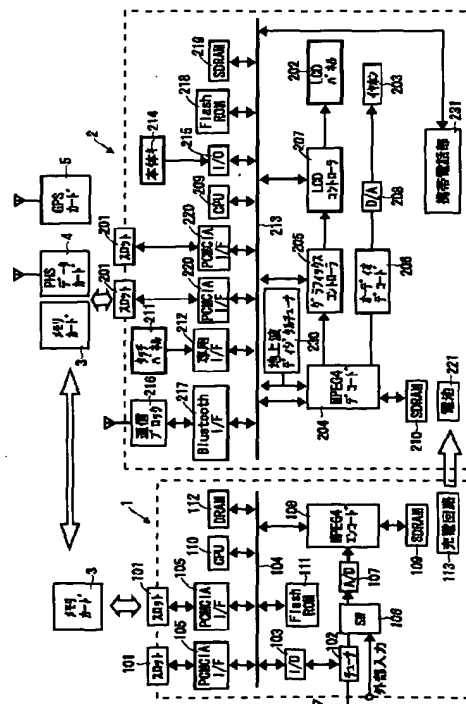 GPS
カード
5
PHS
データ
カード
4
メモリ
カード
3
メモリ
カード
3
2
スロット
201
スロット
201
タッチ
パネル
211
通信
ブロック
216
Bluetooth
I/F
217
専用
I/F
212
PCMCIA
I/F
220
PCMCIA
I/F
220
CPU
209
本体キー
214
I/O
215
Flash
ROM
218
SDRAM
219
213
地上波
ディジタルチューナ
230
MPEG4
デコード
204
グラフィックス
コントローラ
205
LCD
コントローラ
207
LCD
パネル
202
オーディオ
デコード
206
D/A
208
イヤホン
203
携帯電話部
231
SDRAM
210
電池
221
1
スロット
101
スロット
101
PCMCIA
I/F
105
PCMCIA
I/F
105
CPU
110
DRAM
112
104
I/O
103
Flash
ROM
111
チューナ
102
SW
106
A/D
107
MPEG4
エンコード
108
SDRAM
109
充電回路
113
外部入力